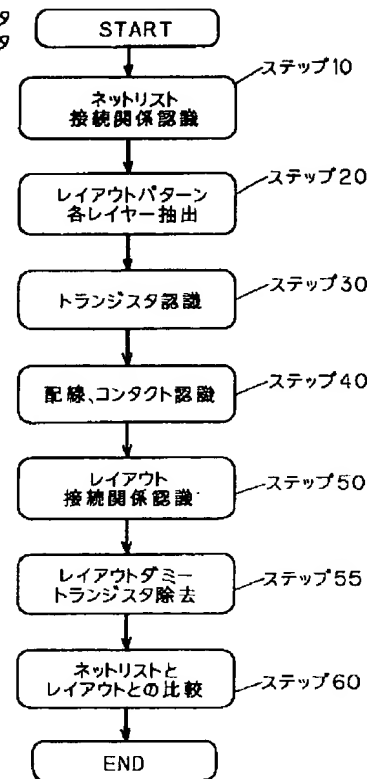 START
ステップ10
ネットリスト
接続関係認識
ステップ20
レイアウトパターン
各レイヤー抽出
ステップ30
トランジスタ認識
ステップ40
配線、コンタクト認識
ステップ50
レイアウト
接続関係認識
ステップ55
レイアウトダミー
トランジスタ除去
ステップ60
ネットリストと
レイアウトとの比較
END